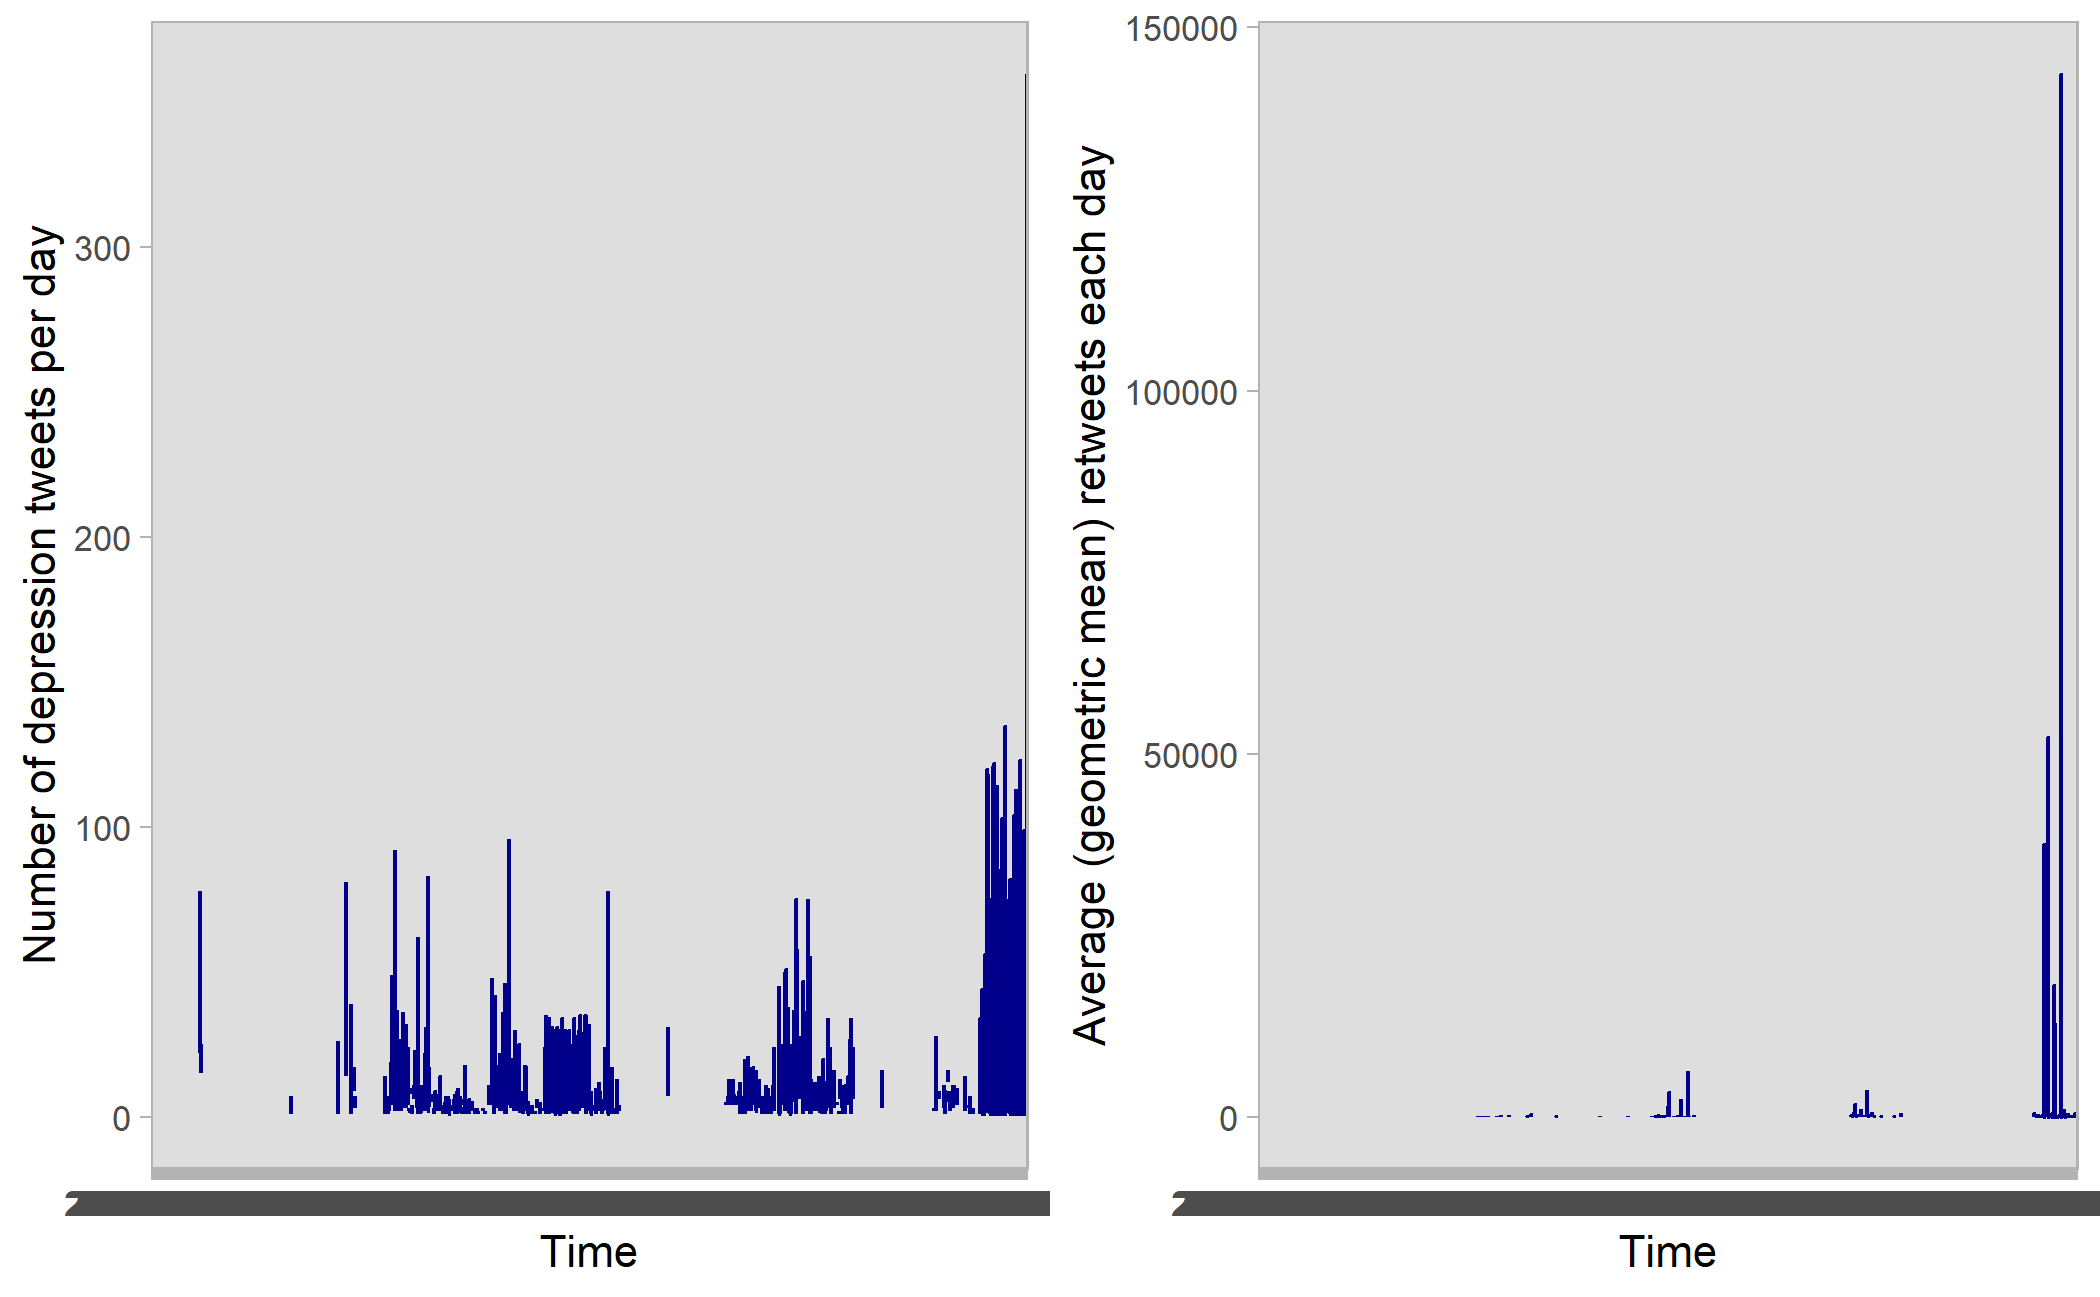 Number of depression tweets per day
300
200
100
0
Time
Average (geometric mean) retweets each day
150000
100000
50000
0
Time